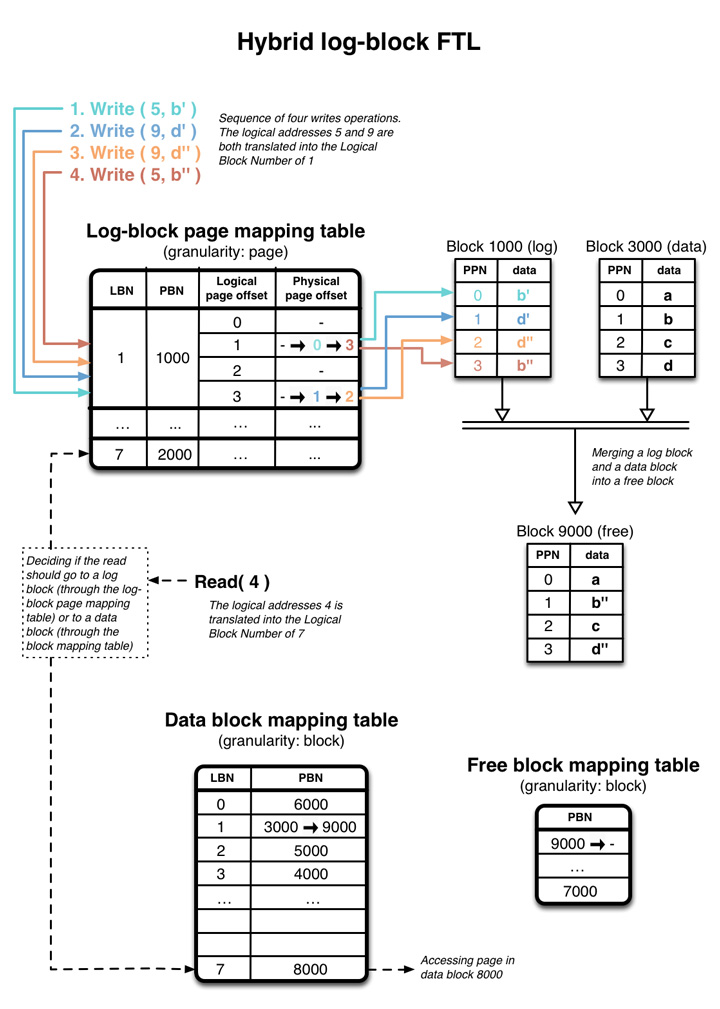 Hybrid log-block FTL
1. Write ( 5, b' )
2. Write ( 9, d' )
3. Write ( 9, d'' )
4. Write ( 5, b'' )
Sequence of four writes operations.
The logical addresses 5 and 9 are
both translated into the Logical
Block Number of 1
Log-block page mapping table
(granularity: page)
LBN PBN Logical page offset Physical page offset
1 1000
0 -
1 - ➞ 0 ➞ 3
2 -
3 - ➞ 1 ➞ 2
... ... ... ...
7 2000 ... ...
Block 1000 (log)
PPN data
0 b'
1 d'
2 d''
3 b''
Block 3000 (data)
PPN data
0 a
1 b
2 c
3 d
Merging a log block
and a data block
into a free block
Block 9000 (free)
PPN data
0 a
1 b''
2 c
3 d''
Deciding if the read
should go to a log
block (through the log-
block page mapping
table) or to a data
block (through the
block mapping table)
Read( 4 )
The logical addresses 4 is
translated into the Logical
Block Number of 7
Data block mapping table
(granularity: block)
LBN PBN
0 6000
1 3000 ➞ 9000
2 5000
3 4000
... ...
7 8000
Accessing page in
data block 8000
Free block mapping table
(granularity: block)
PBN
9000 ➞ -
...
7000